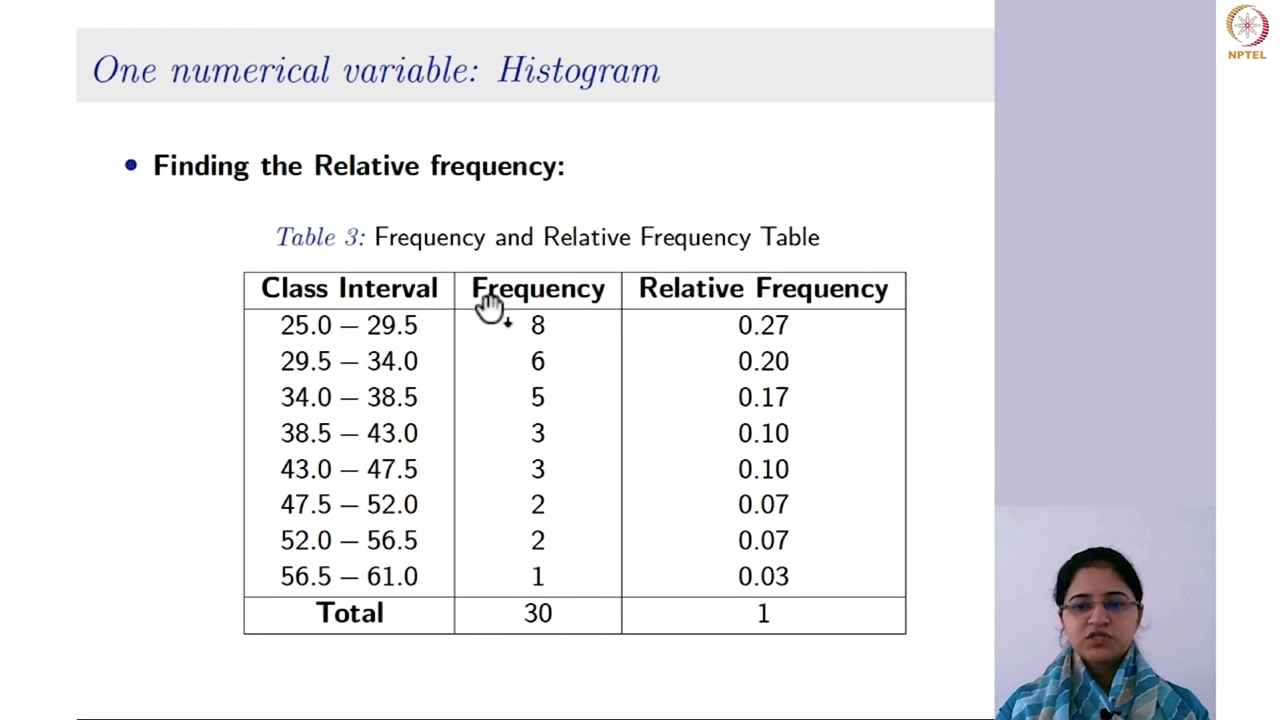 One numerical variable: Histogram
NPTEL
• Finding the Relative frequency:
Table 3: Frequency and Relative Frequency Table
Class Interval Frequency Relative Frequency
25.0 – 29.5 8 0.27
29.5 – 34.0 6 0.20
34.0 – 38.5 5 0.17
38.5 – 43.0 3 0.10
43.0 – 47.5 3 0.10
47.5 – 52.0 2 0.07
52.0 – 56.5 2 0.07
56.5 – 61.0 1 0.03
Total 30 1